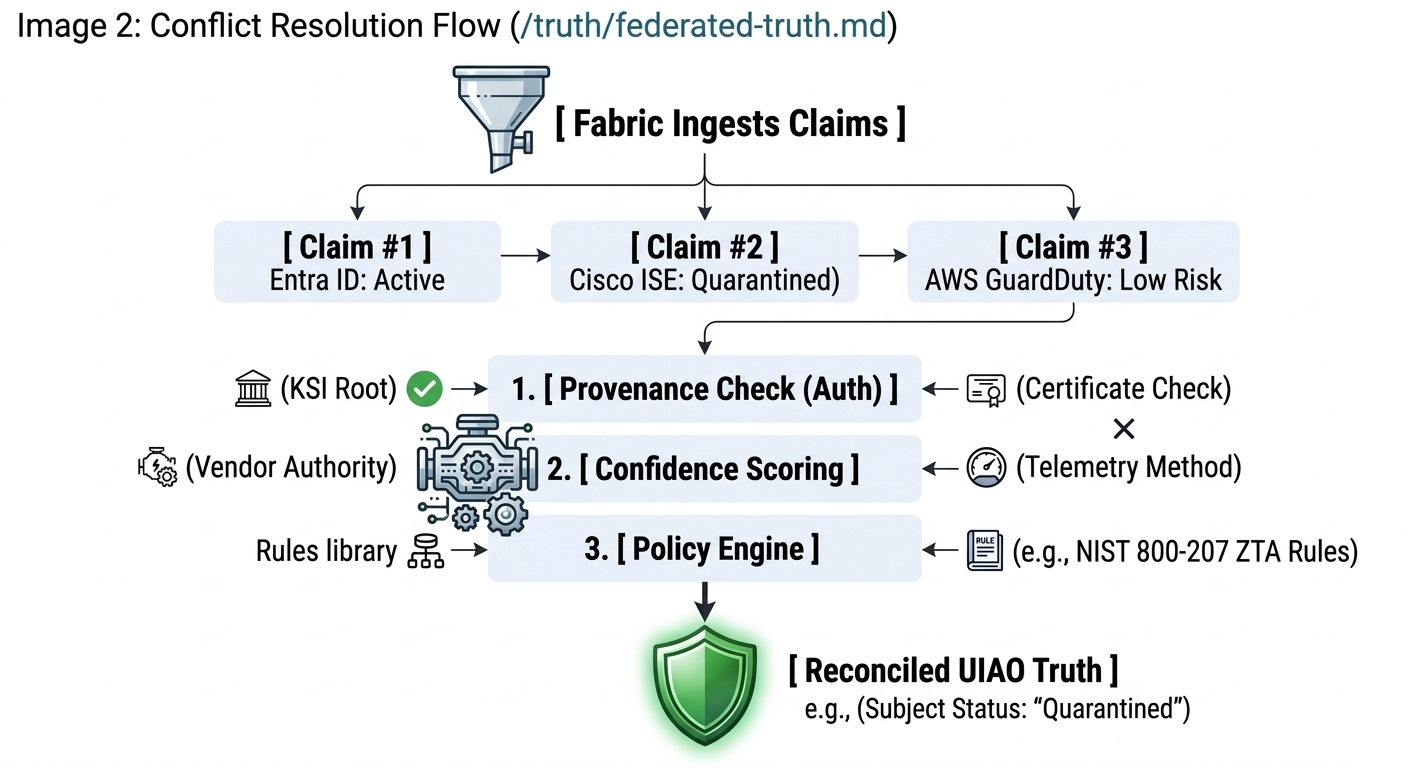 Image 2: Conflict Resolution Flow (/truth/federated-truth.md)
[ Fabric Ingests Claims ]
[ Claim #1 ]
Entra ID: Active
[ Claim #2 ]
Cisco ISE: Quarantined)
[ Claim #3 ]
AWS GuardDuty: Low Risk
(KSI Root)
1. [ Provenance Check (Auth) ]
(Certificate Check)
(Vendor Authority)
2. [ Confidence Scoring ]
(Telemetry Method)
Rules library
3. [ Policy Engine ]
RULE
(e.g., NIST 800-207 ZTA Rules)
[ Reconciled UIAO Truth ]
e.g., (Subject Status: “Quarantined”)